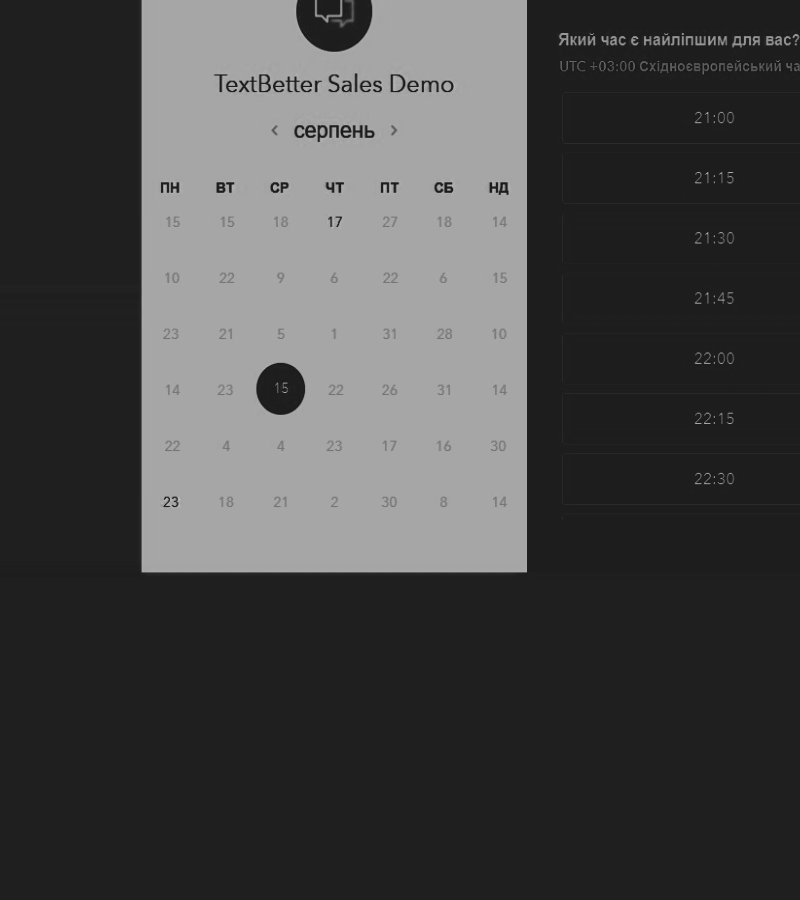 TextBetter Sales Demo
< серпень >
ПН ВТ СР ЧТ ПТ СБ НД
15 15 18 17 27 18 14
10 22 9 6 22 6 15
23 21 5 1 31 28 10
14 23 15 22 26 31 14
22 4 4 23 17 16 30
23 18 21 2 30 8 14
Який час є найліпшим для вас?
UTC +03:00 Східноєвропейський ча
21:00
21:15
21:30
21:45
22:00
22:15
22:30